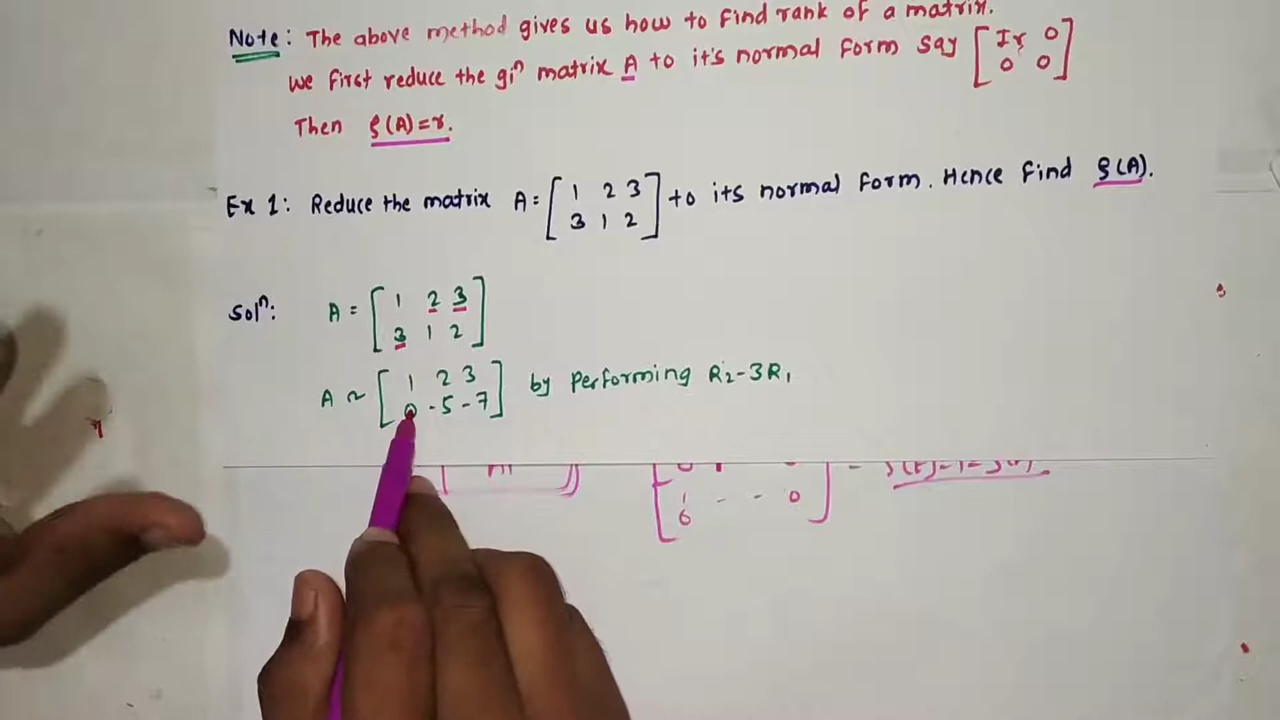 Note: The above method gives us how to find rank of a matrix.
We first reduce the giⁿ matrix A to it's normal form say [Ir 0
0 0]
Then ρ(A)=r.
Ex 1: Reduce the matrix A = [1 2 3
3 1 2] to its normal form. Hence find ρ(A).
Solⁿ: A = [1 2 3
3 1 2]
A ~ [1 2 3
0 -5 -7] by performing R2-3R1
1 - - 0
0